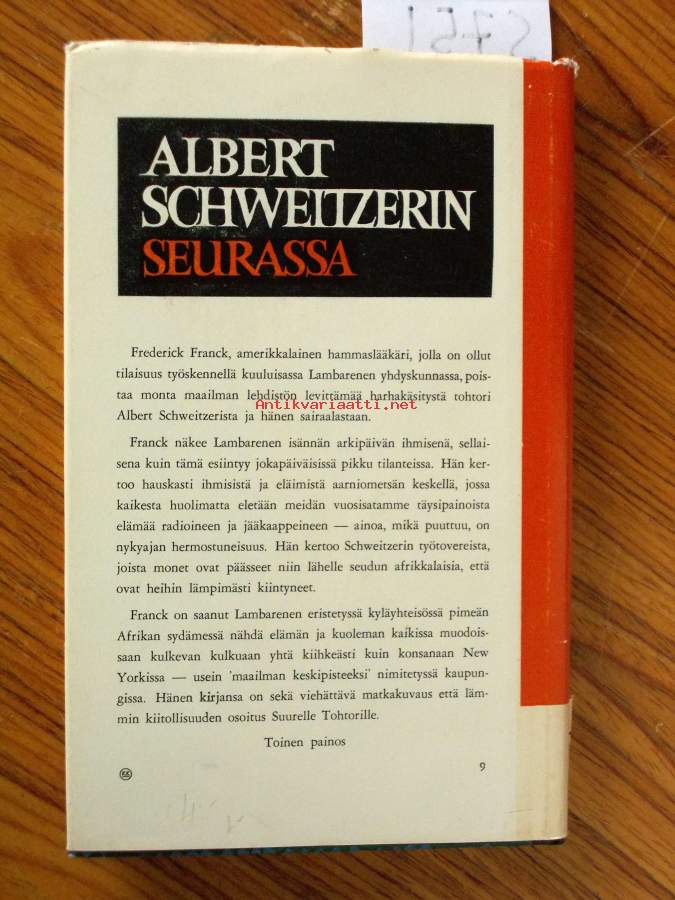 ALBERT
SCHWEITZERIN
SEURASSA
Frederick Franck, amerikkalainen hammaslääkäri, jolla on ollut
tilaisuus työskennellä kuuluisassa Lambarenen yhdyskunnassa, pois-
taa monta maailman lehdistön levittämää harhakäsitystä tohtori
Antikvariaatti.net
Albert Schweitzerista ja hänen sairaalastaan.
Franck näkee Lambarenen isännän arkipäivän ihmisenä, sellai-
sena kuin tämä esiintyy jokapäiväisissä pikku tilanteissa. Hän ker-
too hauskasti ihmisistä ja eläimistä aarniometsän keskellä, jossa
kaikesta huolimatta eletään meidän vuosisatamme täysipainoista
elämää radioineen ja jääkaappeineen — ainoa, mikä puuttuu, on
nykyajan hermostuneisuus. Hän kertoo Schweitzerin työtovereista,
joista monet ovat päässeet niin lähelle seudun afrikkalaisia, että
ovat heihin lämpimästi kiintyneet.
Franck on saanut Lambarenen eristetyssä kyläyhteisössä pimeän
Afrikan sydämessä nähdä elämän ja kuoleman kaikissa muodois-
saan kulkevan kulkuaan yhtä kiihkeästi kuin konsanaan New
Yorkissa — usein 'maailman keskipisteeksi' nimitetyssä kaupun-
gissa. Hänen kirjansa on sekä viehättävä matkakuvaus että läm-
min kiitollisuuden osoitus Suurelle Tohtorille.
Toinen painos
9